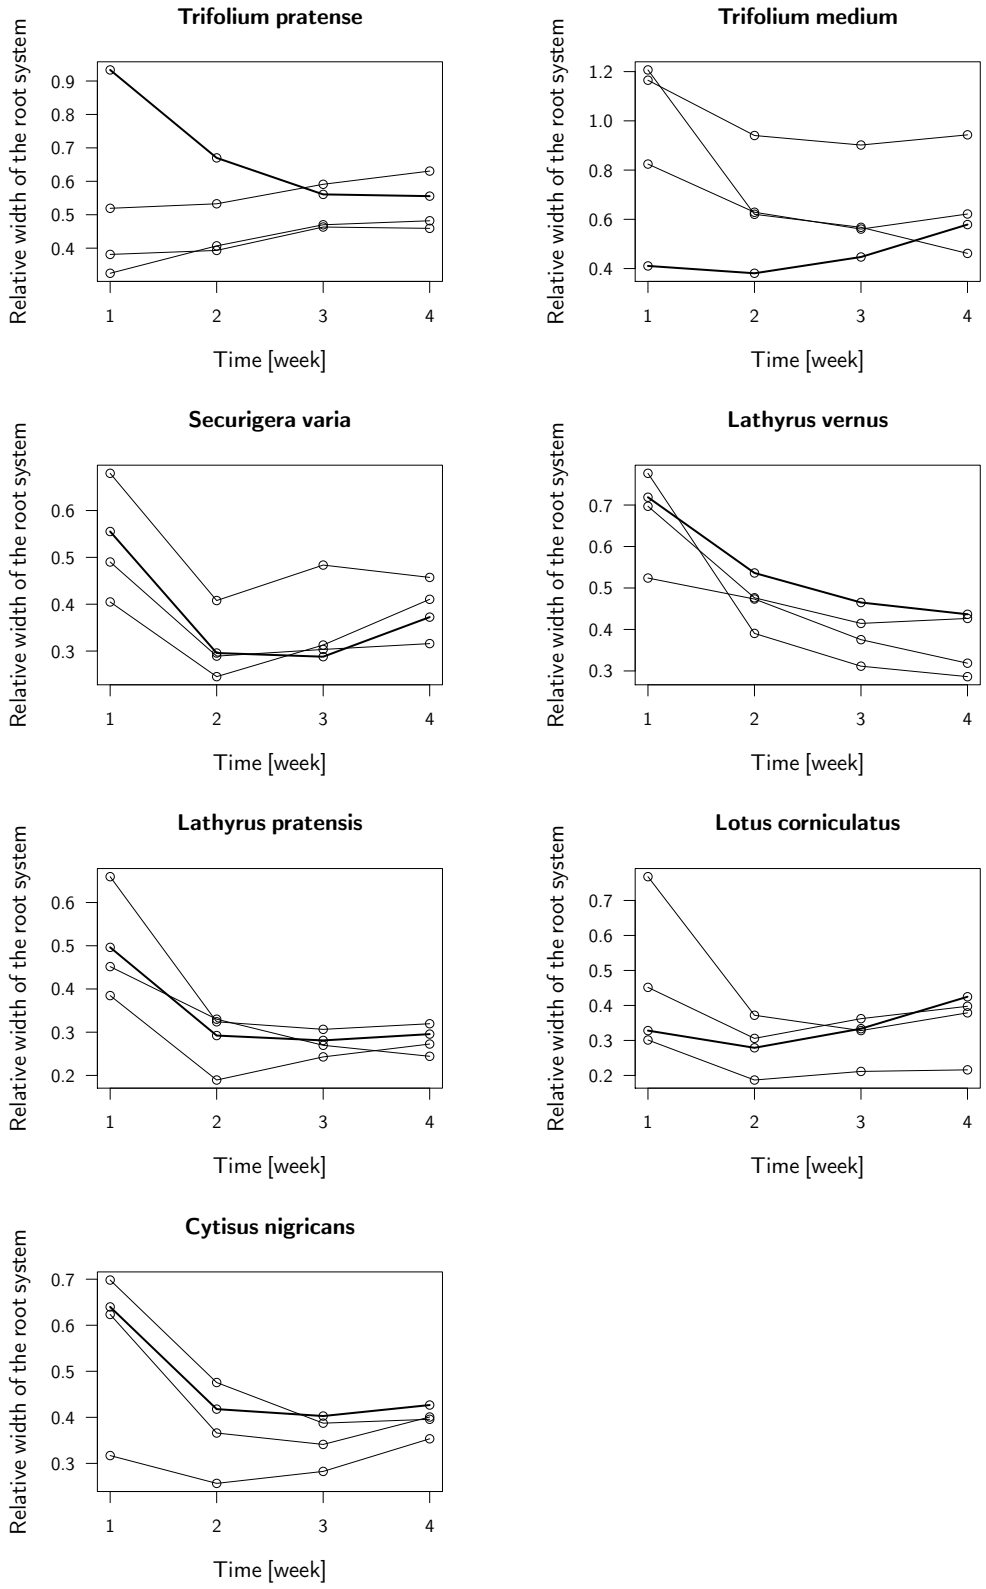 Trifolium pratense
Relative width of the root system
0.9
0.8
0.7
0.6
0.5
0.4
1 2 3 4
Time [week]
Trifolium medium
Relative width of the root system
1.2
1.0
0.8
0.6
0.4
1 2 3 4
Time [week]
Securigera varia
Relative width of the root system
0.6
0.5
0.4
0.3
1 2 3 4
Time [week]
Lathyrus vernus
Relative width of the root system
0.7
0.6
0.5
0.4
0.3
1 2 3 4
Time [week]
Lathyrus pratensis
Relative width of the root system
0.6
0.5
0.4
0.3
0.2
1 2 3 4
Time [week]
Lotus corniculatus
Relative width of the root system
0.7
0.6
0.5
0.4
0.3
0.2
1 2 3 4
Time [week]
Cytisus nigricans
Relative width of the root system
0.7
0.6
0.5
0.4
0.3
1 2 3 4
Time [week]